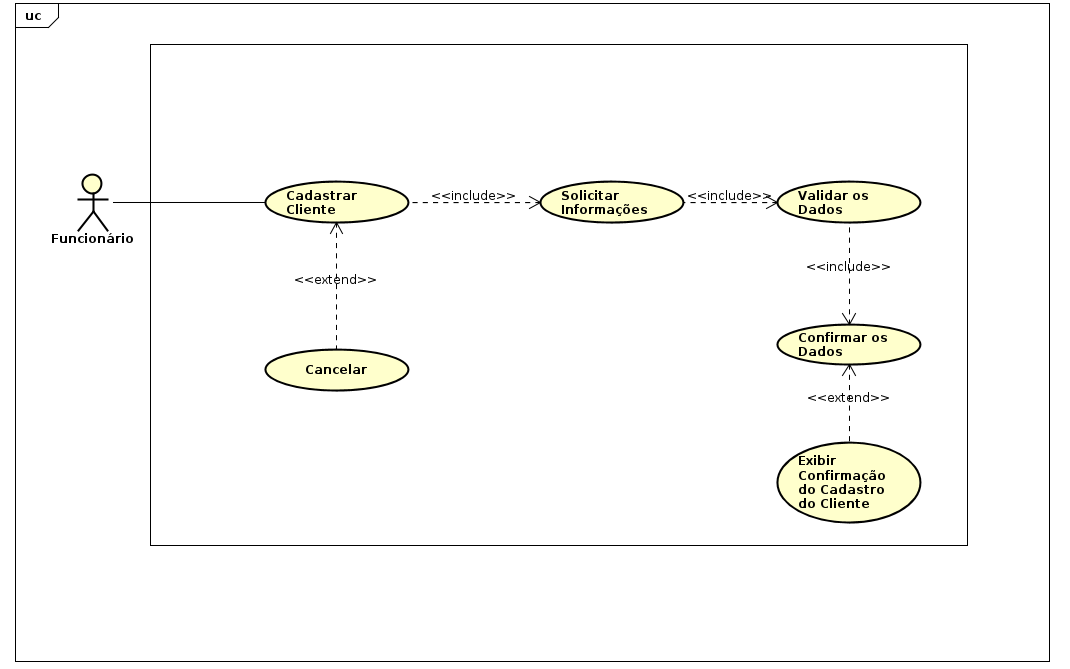 uc
Cadastrar
Cliente
<<include>>
Solicitar
Informações
<<include>>
Validar os
Dados
Funcionário
<<extend>>
<<include>>
Cancelar
Confirmar os
Dados
<<extend>>
Exibir
Confirmação
do Cadastro
do Cliente